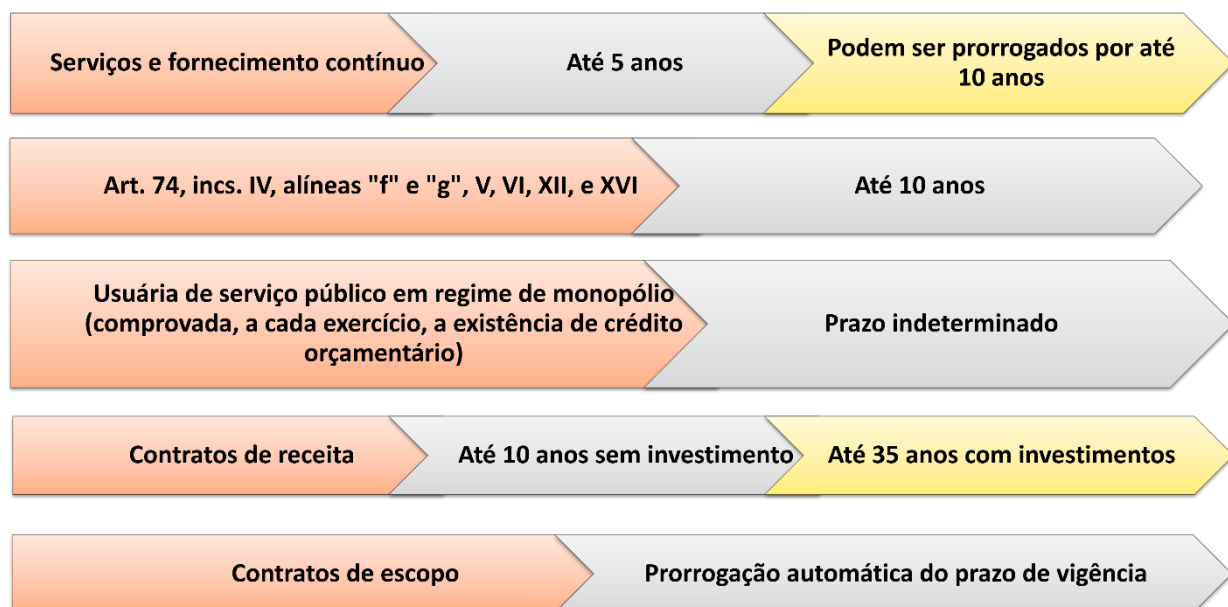 Serviços e fornecimento contínuo
Até 5 anos
Podem ser prorrogados por até
10 anos
Art. 74, incs. IV, alíneas "f" e "g", V, VI, XII, e XVI
Até 10 anos
Usuária de serviço público em regime de monopólio
(comprovada, a cada exercício, a existência de crédito
orçamentário)
Prazo indeterminado
Contratos de receita
Até 10 anos sem investimento
Até 35 anos com investimentos
Contratos de escopo
Prorrogação automática do prazo de vigência